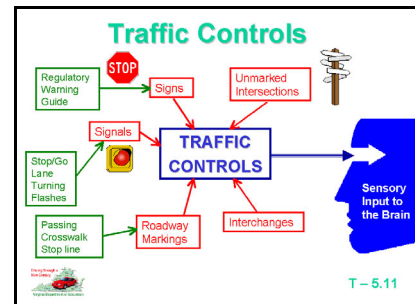 Traffic Controls
STOP
Regulatory
Warning
Guide
Signs
Unmarked
Intersections
Signals
TRAFFIC
CONTROLS
Stop/Go
Lane
Turning
Flashes
Sensory
Input to
the Brain
Passing
Crosswalk
Stop line
Roadway
Markings
Interchanges
T – 5.11